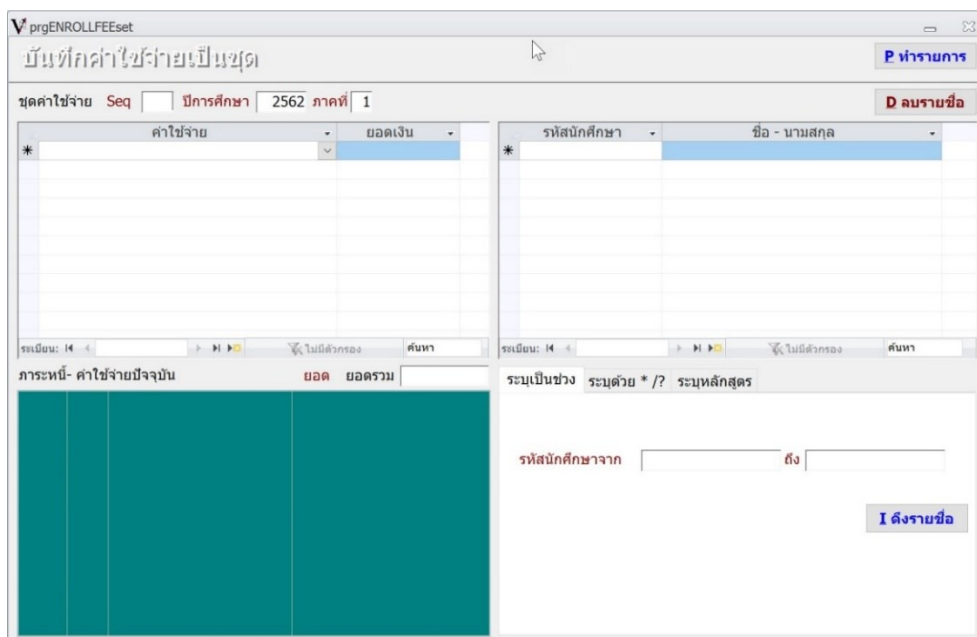 prgENROLLFEEset
บันทึกค่าใช้จ่ายเป็นชุด
P ทำรายการ
ชุดค่าใช้จ่าย Seq ปีการศึกษา 2562 ภาคที่ 1
D ลบรายชื่อ
ค่าใช้จ่าย ยอดเงิน
รหัสนักศึกษา ชื่อ - นามสกุล
ระเบียน: ไม่มีตัวกรอง ค้นหา
ระเบียน: ไม่มีตัวกรอง ค้นหา
ภาระหนี้- ค่าใช้จ่ายปัจจุบัน ยอด ยอดรวม
ระบุเป็นช่วง ระบุด้วย * /? ระบุหลักสูตร
รหัสนักศึกษาจาก ถึง
I ดึงรายชื่อ